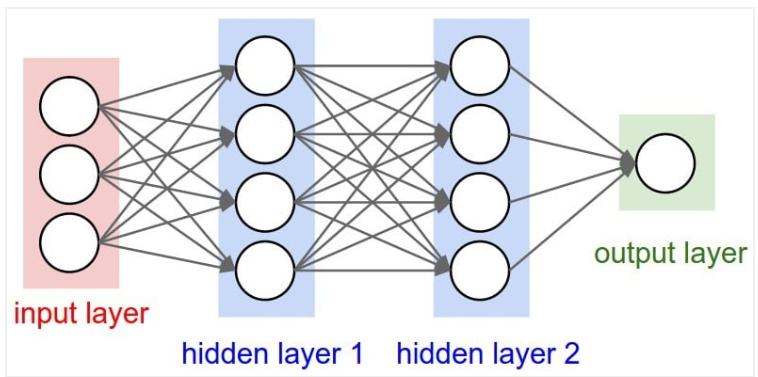 input layer
hidden layer 1
hidden layer 2
output layer